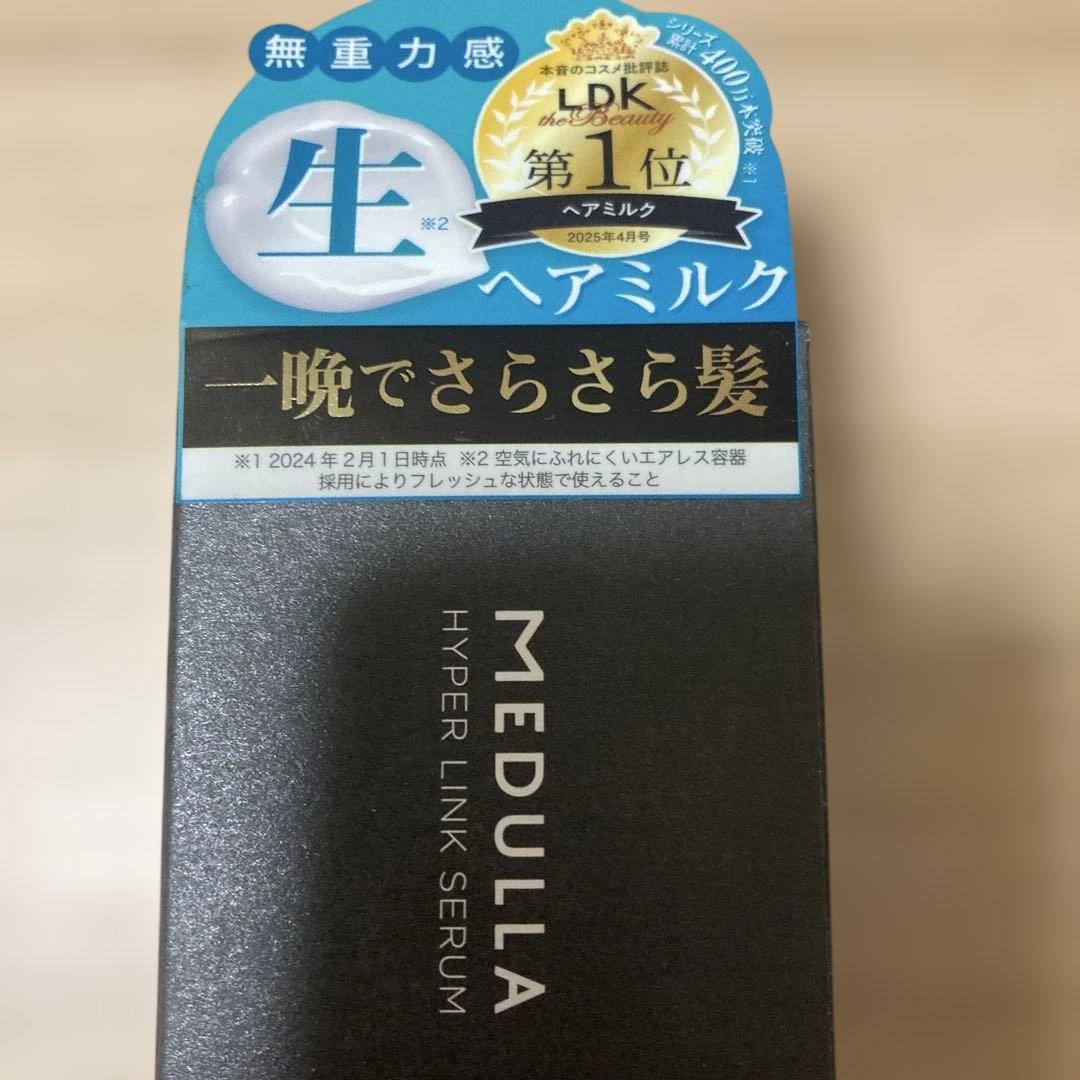 無重力感
本音のコスメ批評誌
LDK
the Beauty
第1位
ヘアミルク
2025年4月号
シリーズ
累計400万本突破※1
生※2
ヘアミルク
一晩でさらさら髪
※1 2024年2月1日時点 ※2 空気にふれにくいエアレス容器
採用によりフレッシュな状態で使えること
MEDULLA
HYPER LINK SERUM